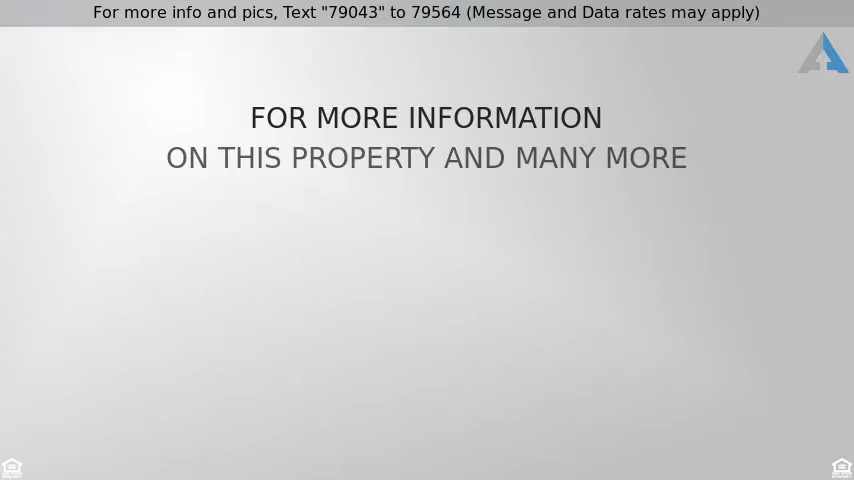 For more info and pics, Text "79043" to 79564 (Message and Data rates may apply)
FOR MORE INFORMATION
ON THIS PROPERTY AND MANY MORE